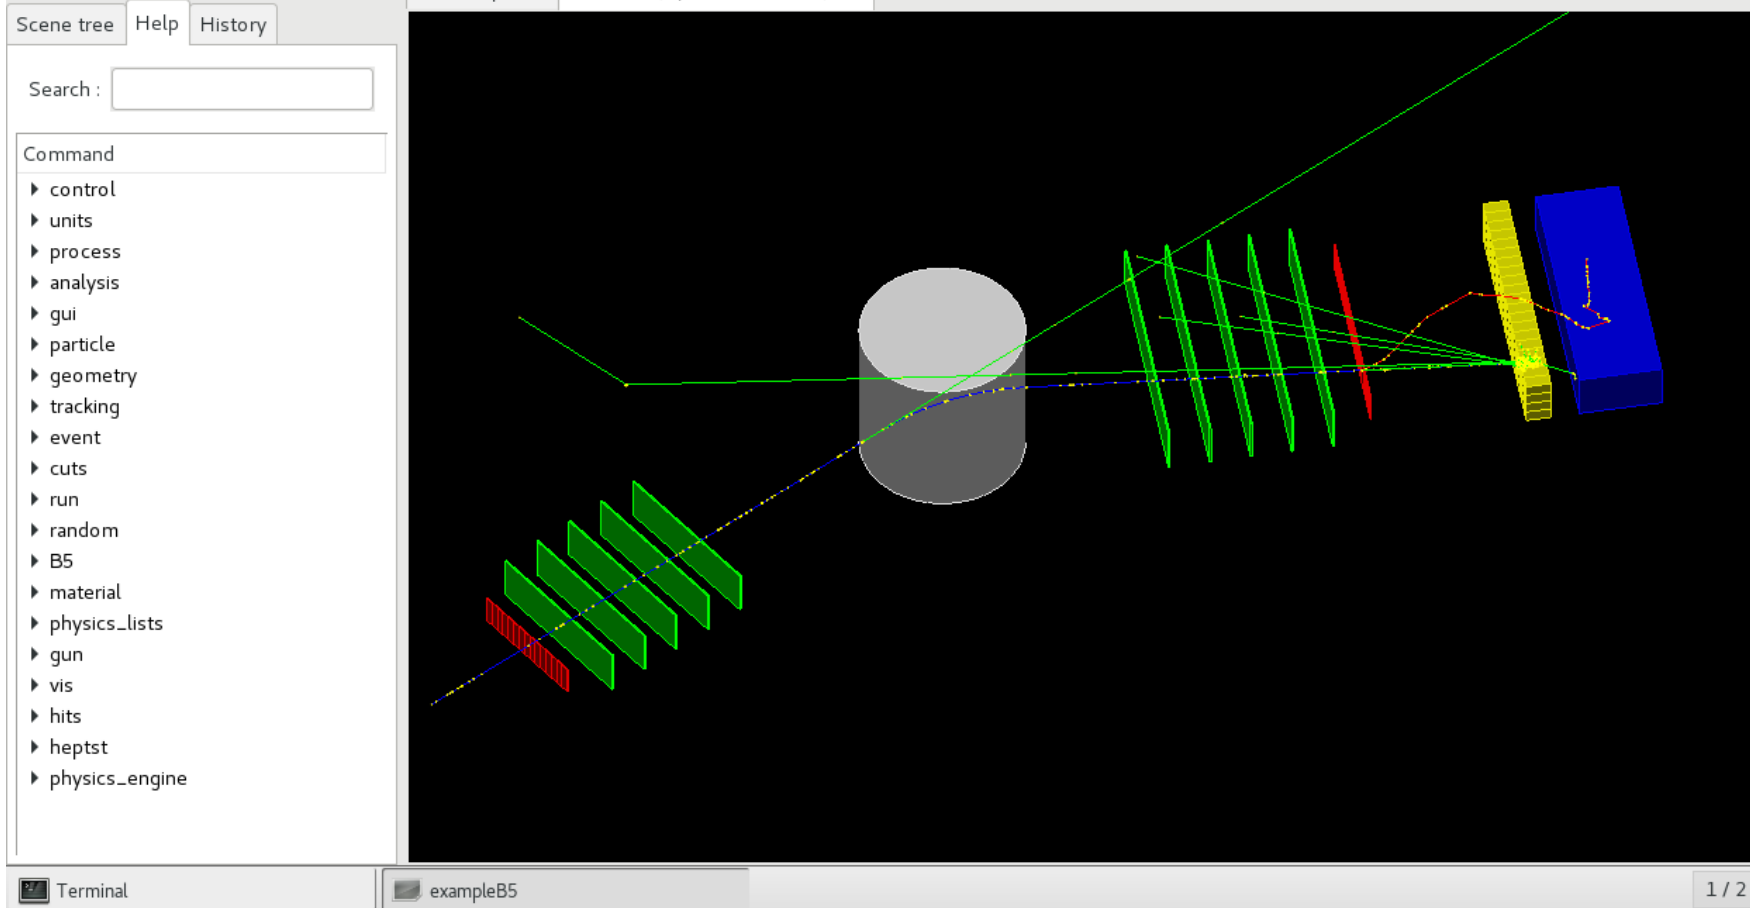 Scene tree
Help
History
Search :
Command
control
units
process
analysis
gui
particle
geometry
tracking
event
cuts
run
random
B5
material
physics_lists
gun
vis
hits
heptst
physics_engine
Terminal
exampleB5
1 / 2